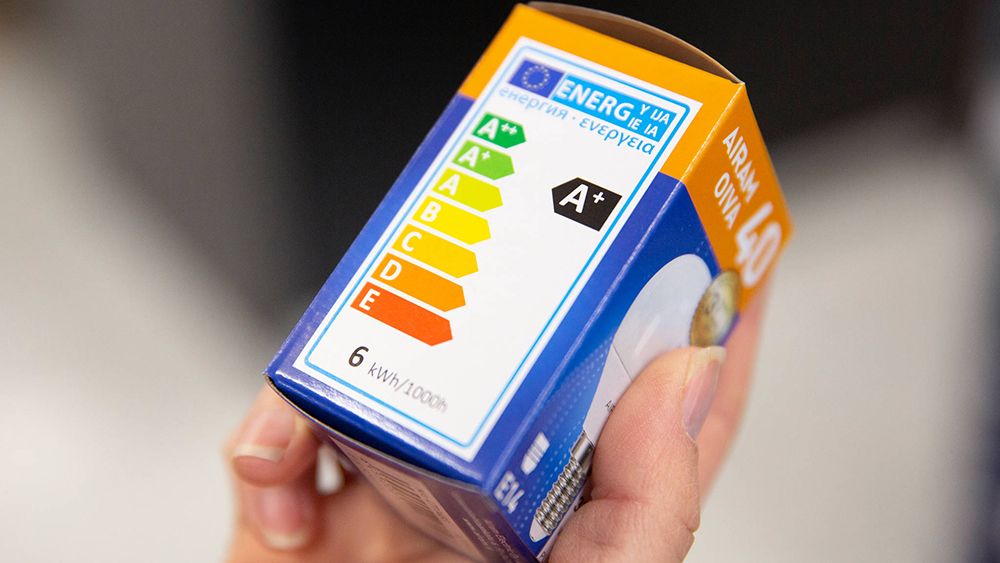 ENERG Y IJA
IE IA
енергия · ενεργεια
A++
A+
A
B
C
D
E
A+
6 kWh/1000h
AIRAM
OIVA
40
E14